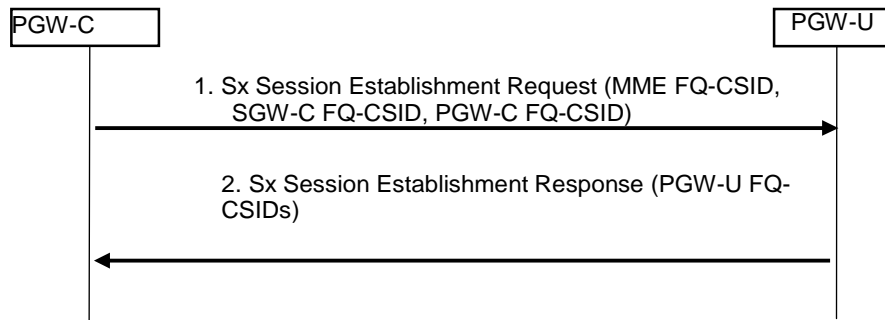 PGW-C
PGW-U
1. Sx Session Establishment Request (MME FQ-CSID,
SGW-C FQ-CSID, PGW-C FQ-CSID)
2. Sx Session Establishment Response (PGW-U FQ-
CSIDs)